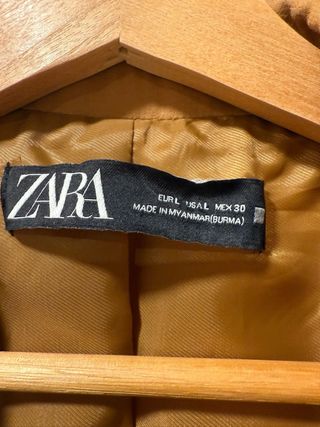 ZARA
EUR L USA L MEX 30
MADE IN MYANMAR(BURMA)